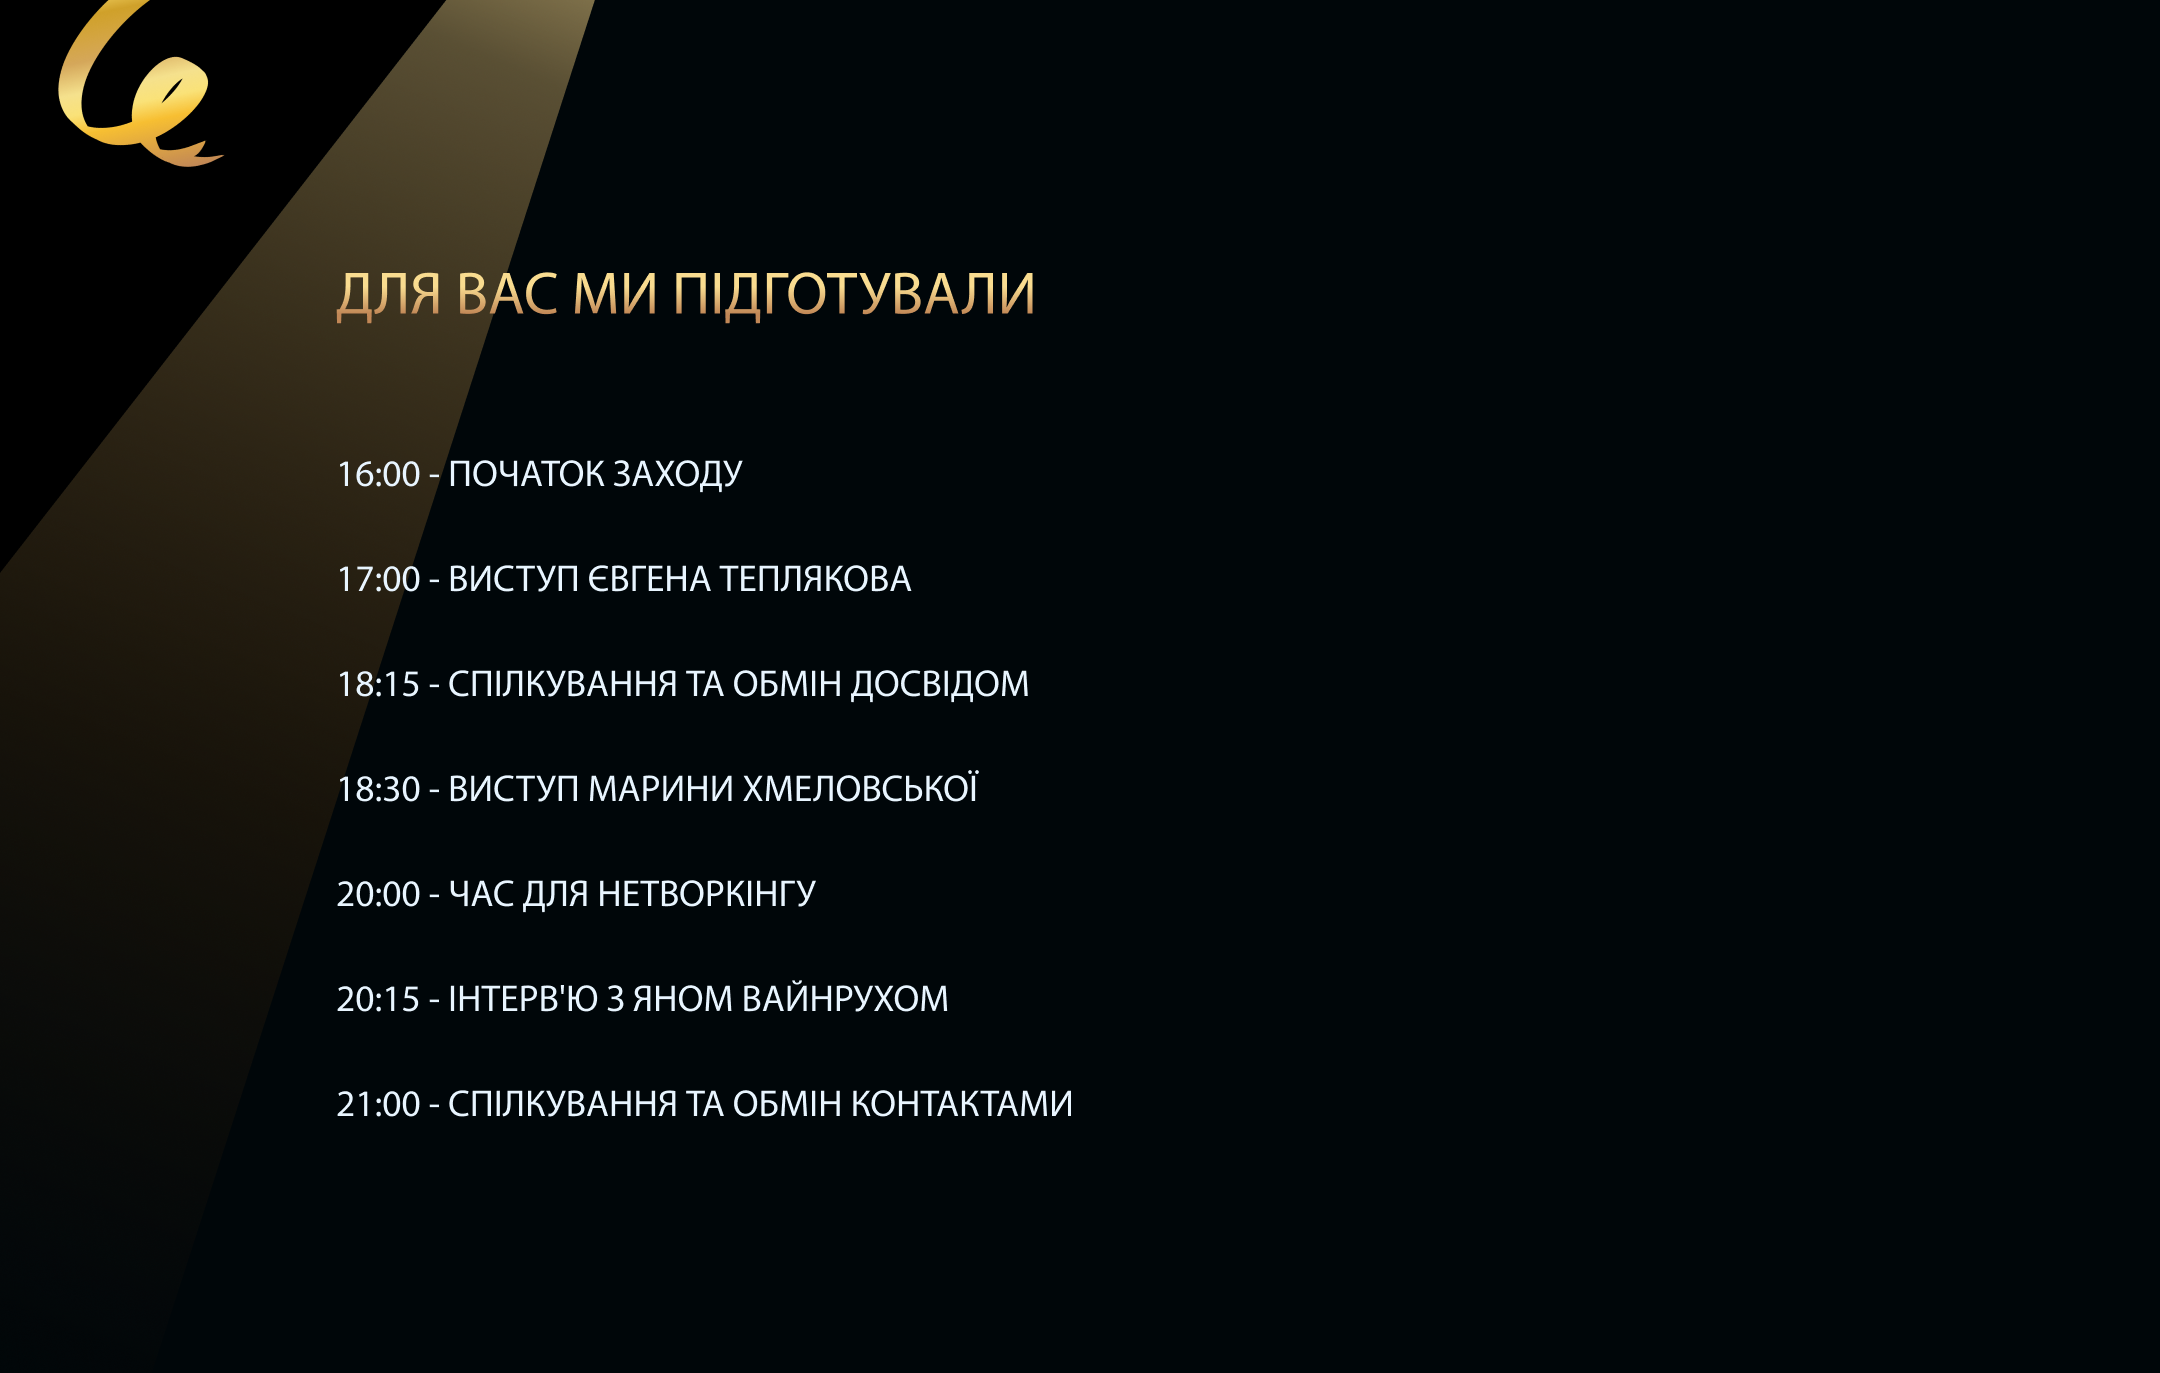 ДЛЯ ВАС МИ ПІДГОТУВАЛИ
16:00 - ПОЧАТОК ЗАХОДУ
17:00 - ВИСТУП ЄВГЕНА ТЕПЛЯКОВА
18:15 - СПІЛКУВАННЯ ТА ОБМІН ДОСВІДОМ
18:30 - ВИСТУП МАРИНИ ХМЕЛОВСЬКОЇ
20:00 - ЧАС ДЛЯ НЕТВОРКІНГУ
20:15 - ІНТЕРВ'Ю З ЯНОМ ВАЙНРУХОМ
21:00 - СПІЛКУВАННЯ ТА ОБМІН КОНТАКТАМИ